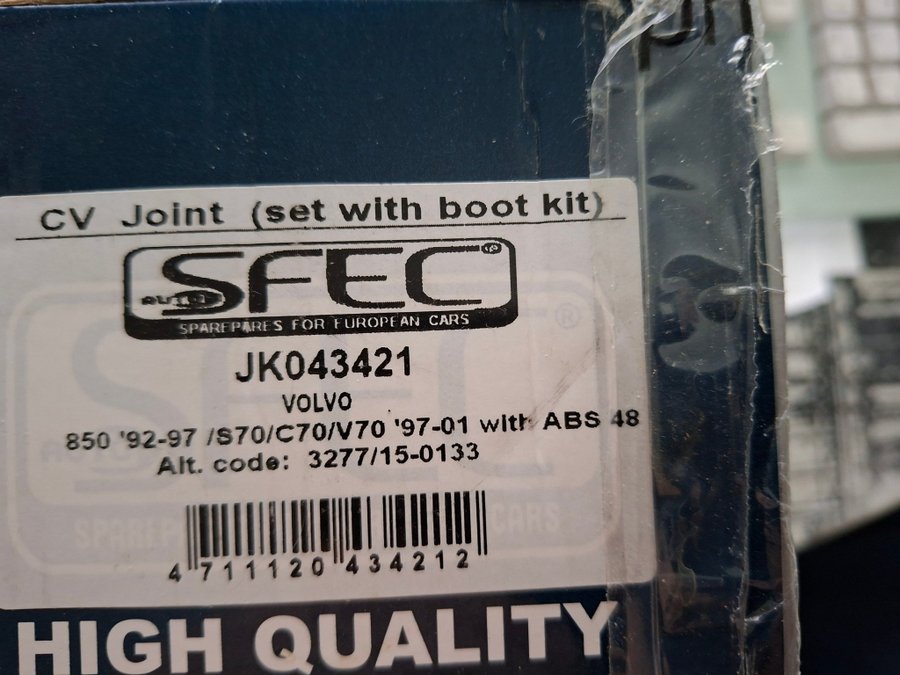 CV Joint (set with boot kit)
SFEC
SPAREPARES FOR EUROPEAN CARS
JK043421
VOLVO
850 '92-97 /S70/C70/V70 '97-01 with ABS 48
Alt. code: 3277/15-0133
4 711120 434212
HIGH QUALITY